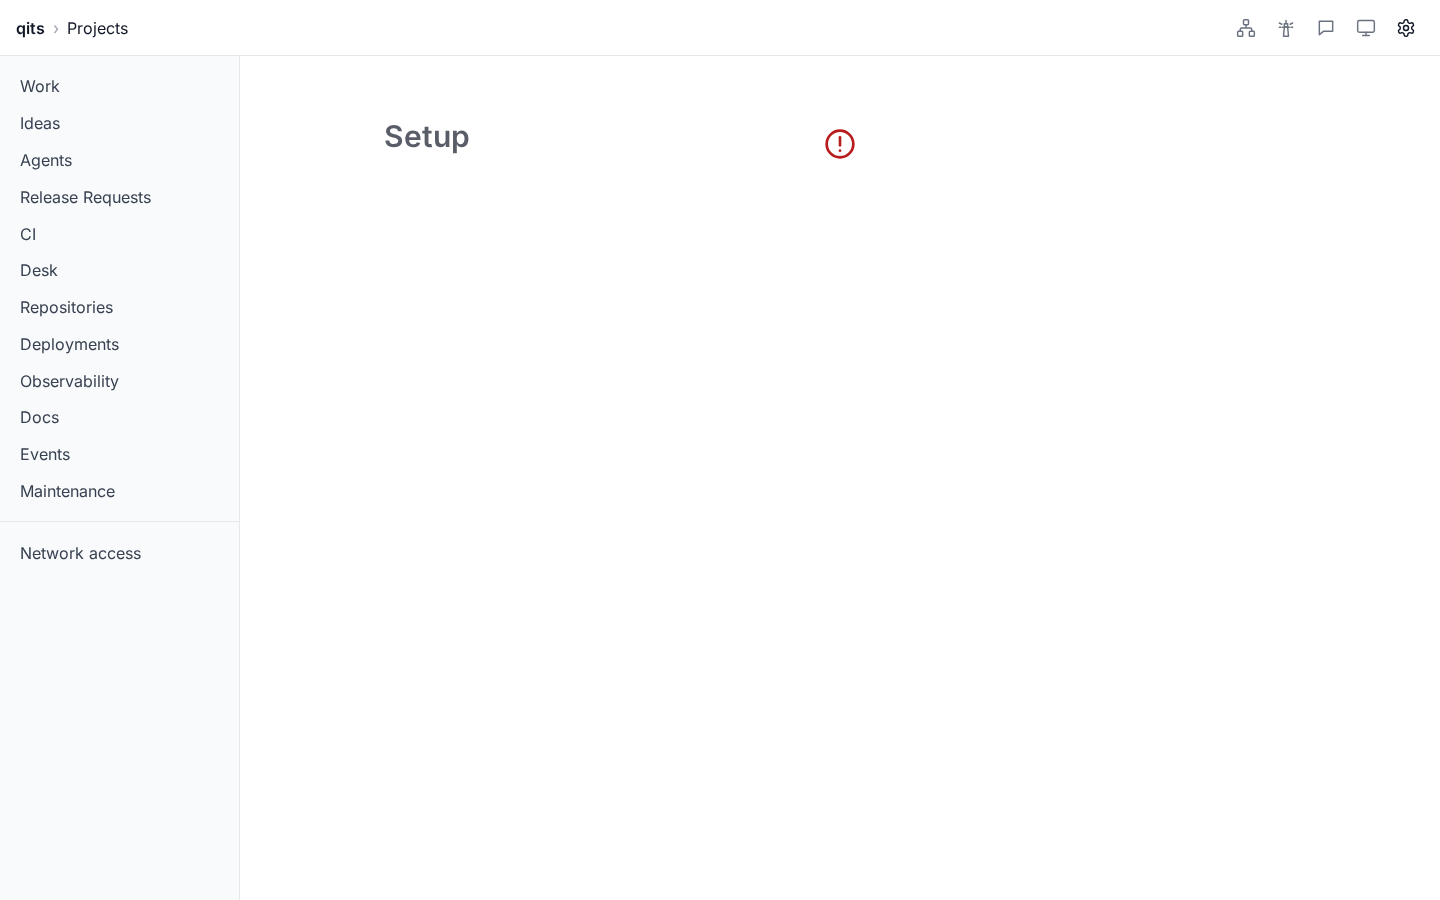 qits › Projects
Work
Ideas
Agents
Release Requests
CI
Desk
Repositories
Deployments
Observability
Docs
Events
Maintenance
Network access
Setup